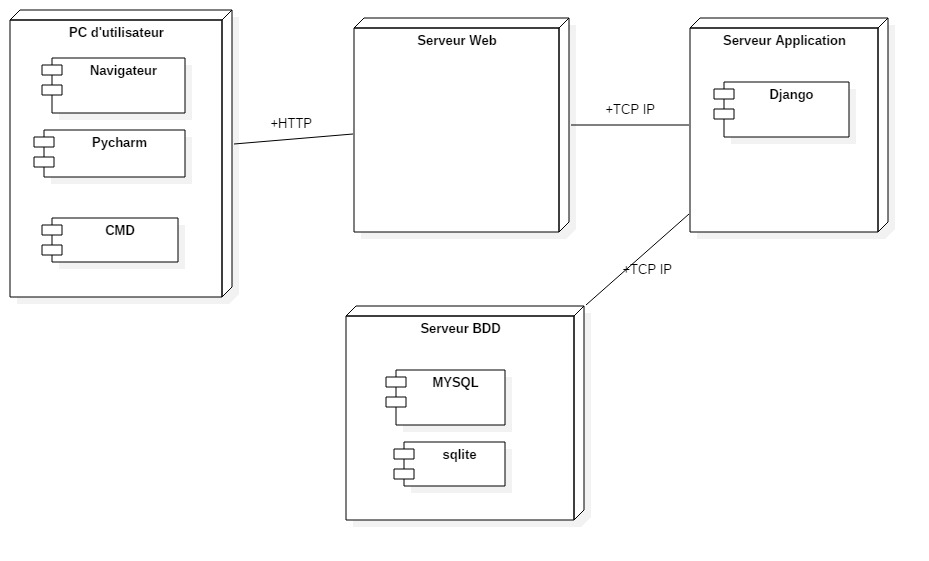 PC d'utilisateur
Navigateur
Pycharm
CMD
+HTTP
Serveur Web
+TCP IP
Serveur Application
Django
+TCP IP
Serveur BDD
MYSQL
sqlite